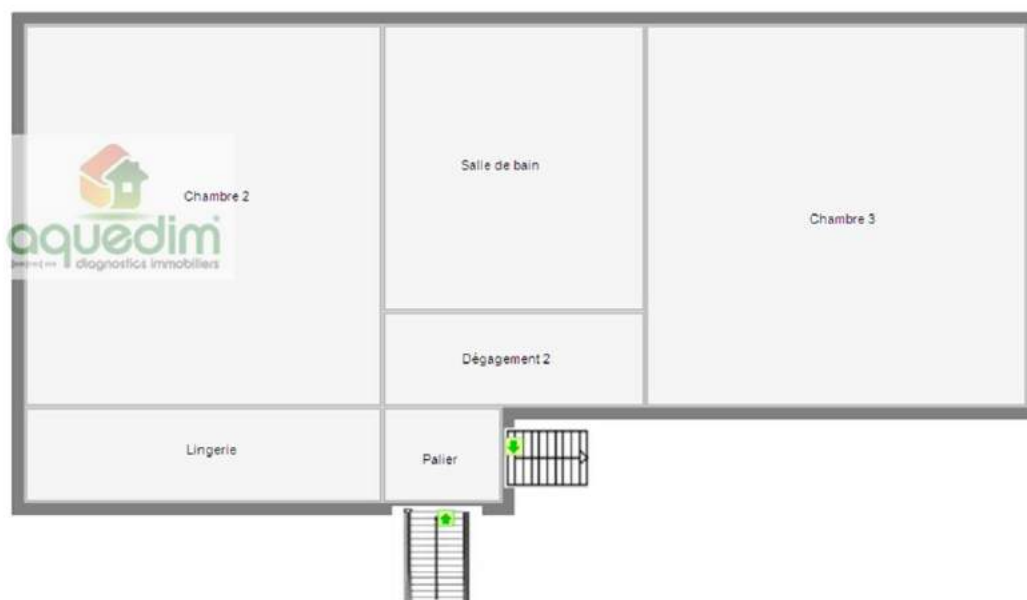 Salle de bain
Chambre 2
Chambre 3
aquedim
diagnostics immobiliers
Dégagement 2
Lingerie
Palier